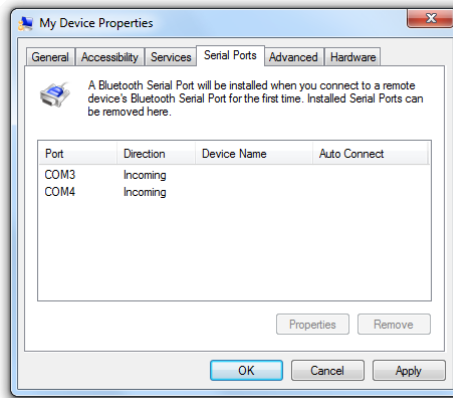 My Device Properties
General Accessibility Services Serial Ports Advanced Hardware
A Bluetooth Serial Port will be installed when you connect to a remote
device's Bluetooth Serial Port for the first time. Installed Serial Ports can
be removed here.
Port Direction Device Name Auto Connect
COM3 Incoming
COM4 Incoming
Properties Remove
OK Cancel Apply